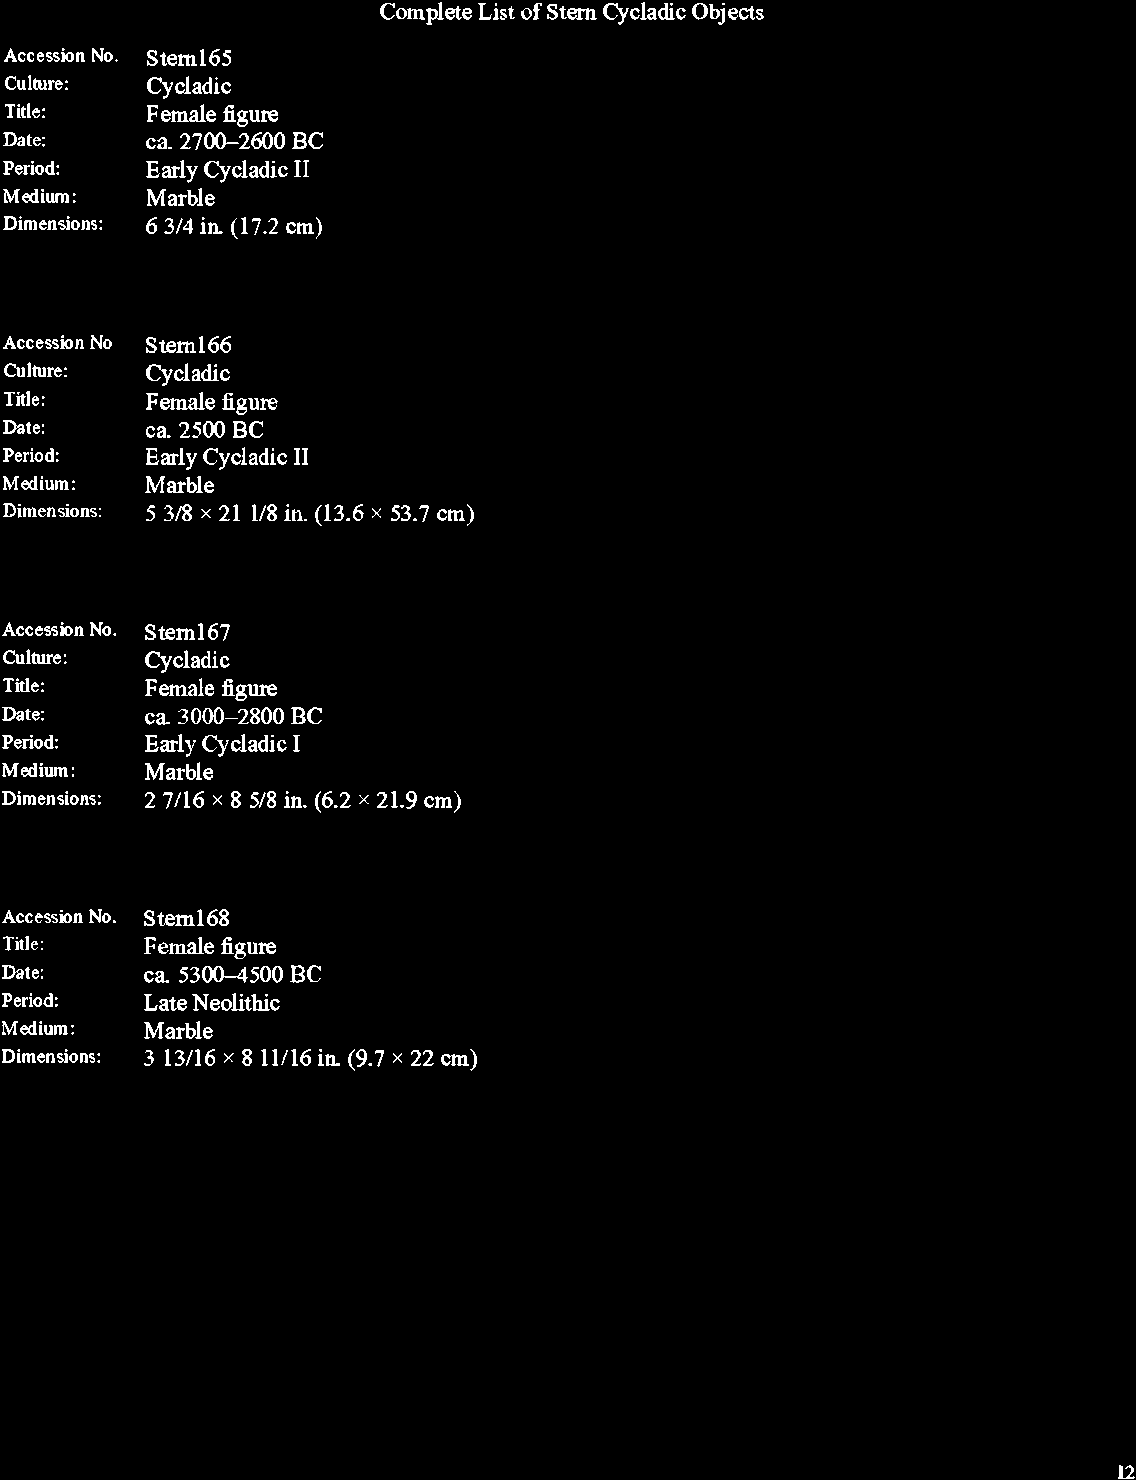 Complete List of Stern Cycladic Objects
Accession No. Stern165
Culture: Cycladic
Title: Female figure
Date: ca. 2700–2600 BC
Period: Early Cycladic II
Medium: Marble
Dimensions: 6 3/4 in. (17.2 cm)
Accession No Stern166
Culture: Cycladic
Title: Female figure
Date: ca. 2500 BC
Period: Early Cycladic II
Medium: Marble
Dimensions: 5 3/8 × 21 1/8 in. (13.6 × 53.7 cm)
Accession No. Stern167
Culture: Cycladic
Title: Female figure
Date: ca. 3000–2800 BC
Period: Early Cycladic I
Medium: Marble
Dimensions: 2 7/16 × 8 5/8 in. (6.2 × 21.9 cm)
Accession No. Stern168
Title: Female figure
Date: ca. 5300–4500 BC
Period: Late Neolithic
Medium: Marble
Dimensions: 3 13/16 × 8 11/16 in. (9.7 × 22 cm)
12